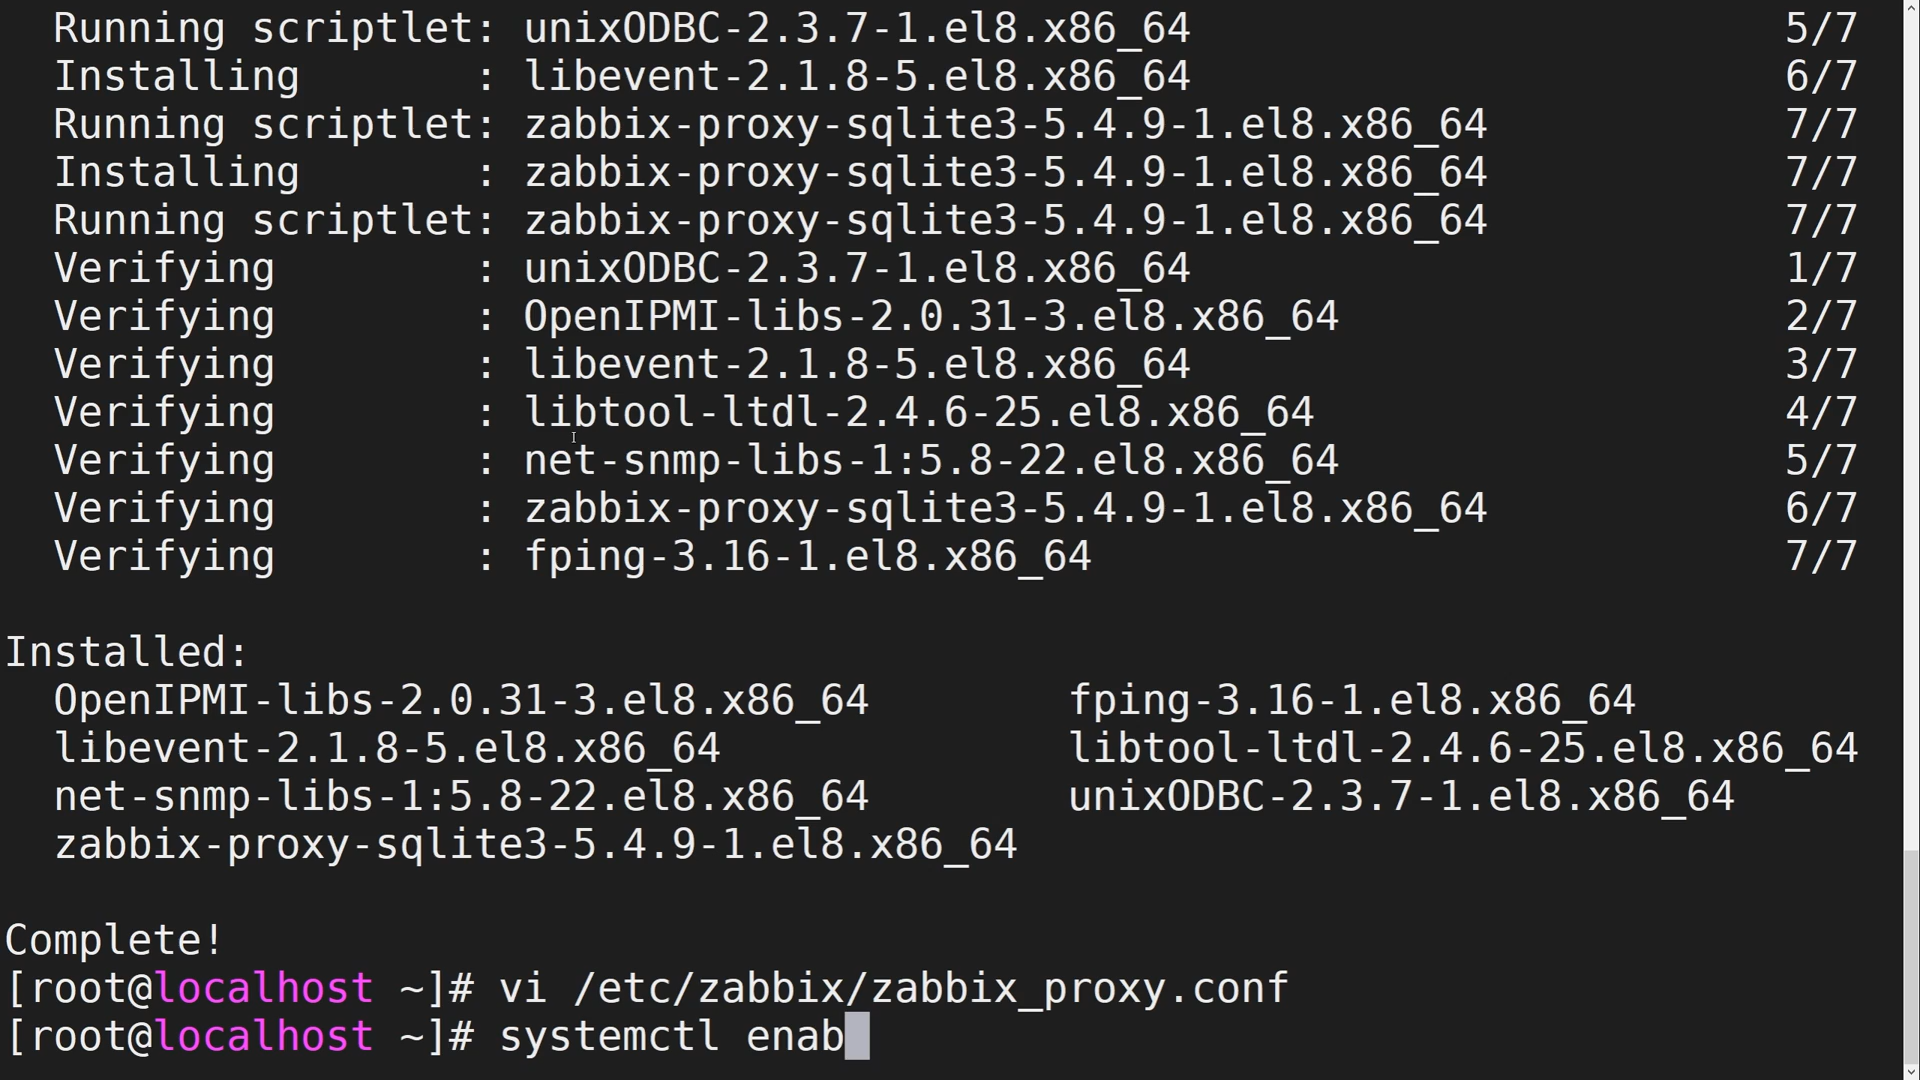 Running scriptlet: unixODBC-2.3.7-1.el8.x86_64 5/7
Installing : libevent-2.1.8-5.el8.x86_64 6/7
Running scriptlet: zabbix-proxy-sqlite3-5.4.9-1.el8.x86_64 7/7
Installing : zabbix-proxy-sqlite3-5.4.9-1.el8.x86_64 7/7
Running scriptlet: zabbix-proxy-sqlite3-5.4.9-1.el8.x86_64 7/7
Verifying : unixODBC-2.3.7-1.el8.x86_64 1/7
Verifying : OpenIPMI-libs-2.0.31-3.el8.x86_64 2/7
Verifying : libevent-2.1.8-5.el8.x86_64 3/7
Verifying : libtool-ltdl-2.4.6-25.el8.x86_64 4/7
Verifying : net-snmp-libs-1:5.8-22.el8.x86_64 5/7
Verifying : zabbix-proxy-sqlite3-5.4.9-1.el8.x86_64 6/7
Verifying : fping-3.16-1.el8.x86_64 7/7
Installed:
OpenIPMI-libs-2.0.31-3.el8.x86_64 fping-3.16-1.el8.x86_64
libevent-2.1.8-5.el8.x86_64 libtool-ltdl-2.4.6-25.el8.x86_64
net-snmp-libs-1:5.8-22.el8.x86_64 unixODBC-2.3.7-1.el8.x86_64
zabbix-proxy-sqlite3-5.4.9-1.el8.x86_64
Complete!
[root@localhost ~]# vi /etc/zabbix/zabbix_proxy.conf
[root@localhost ~]# systemctl enab